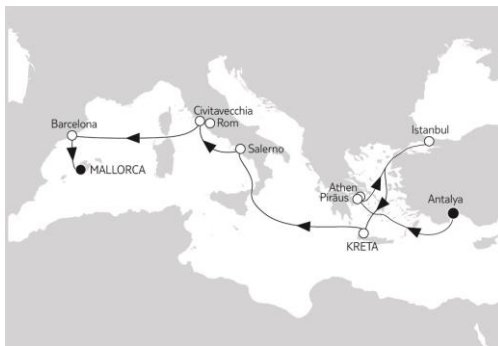 Civitavecchia
Rom
Barcelona
Istanbul
Salerno
MALLORCA
Athen
Piräus
Antalya
KRETA